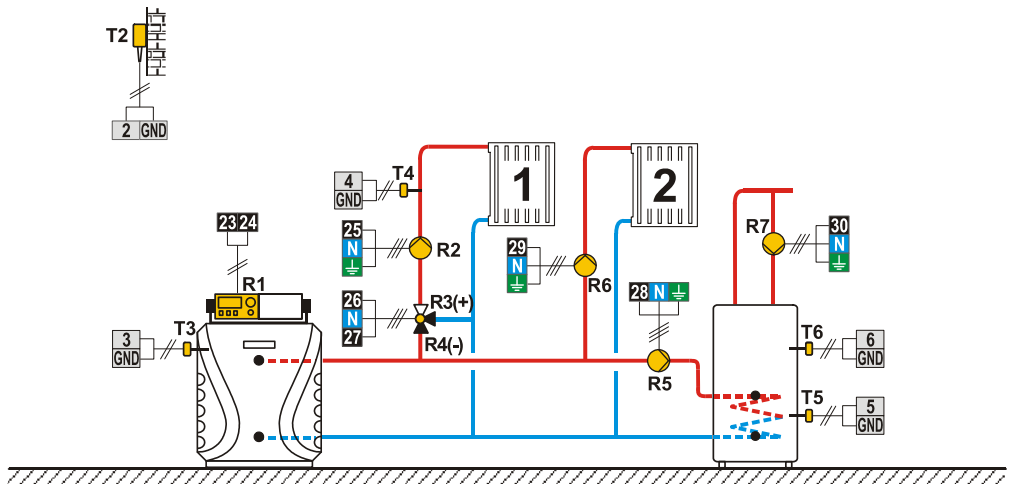 T2
2 GND
T4
4
GND
1
2
23 24
25
N
R2
29
N
R6
R7
30
N
28 N
R1
26
N
27
R3(+)
R4(-)
3
GND
T3
R5
T6
6
GND
T5
5
GND